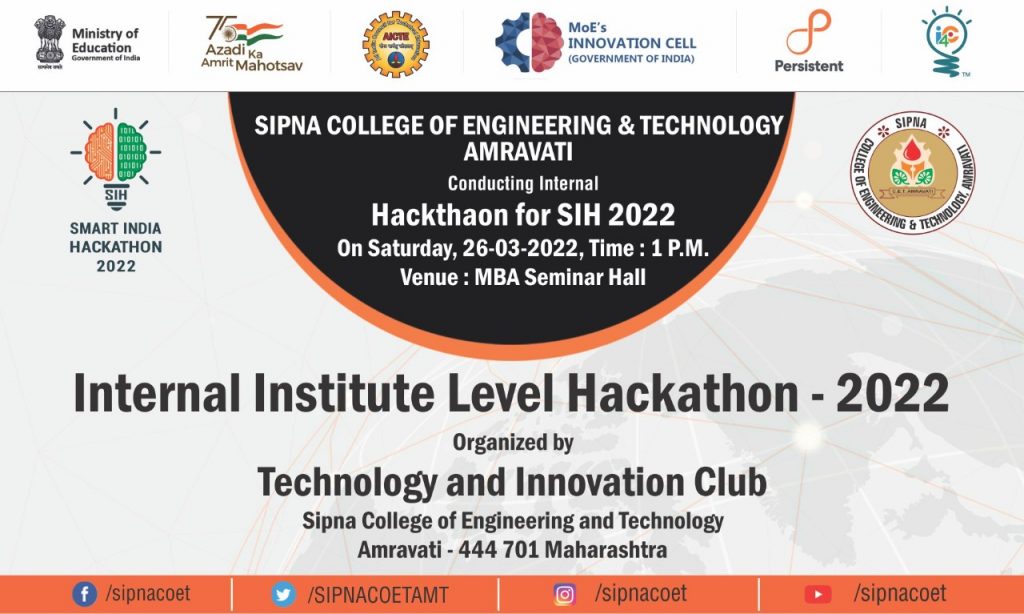 Ministry of
Education
Government of India
75
Azadi Ka
Amrit Mahotsav
AICTE
MoE's
INNOVATION CELL
(GOVERNMENT OF INDIA)
Persistent
i4C
TM
SIH
SMART INDIA
HACKATHON
2022
SIPNA COLLEGE OF ENGINEERING & TECHNOLOGY
AMRAVATI
Conducting Internal
Hackthaon for SIH 2022
On Saturday, 26-03-2022, Time : 1 P.M.
Venue : MBA Seminar Hall
SIPNA
COLLEGE OF ENGINEERING & TECHNOLOGY, AMRAVATI
Internal Institute Level Hackathon - 2022
Organized by
Technology and Innovation Club
Sipna College of Engineering and Technology
Amravati - 444 701 Maharashtra
/sipnacoet
/SIPNACOETAMT
/sipnacoet
/sipnacoet